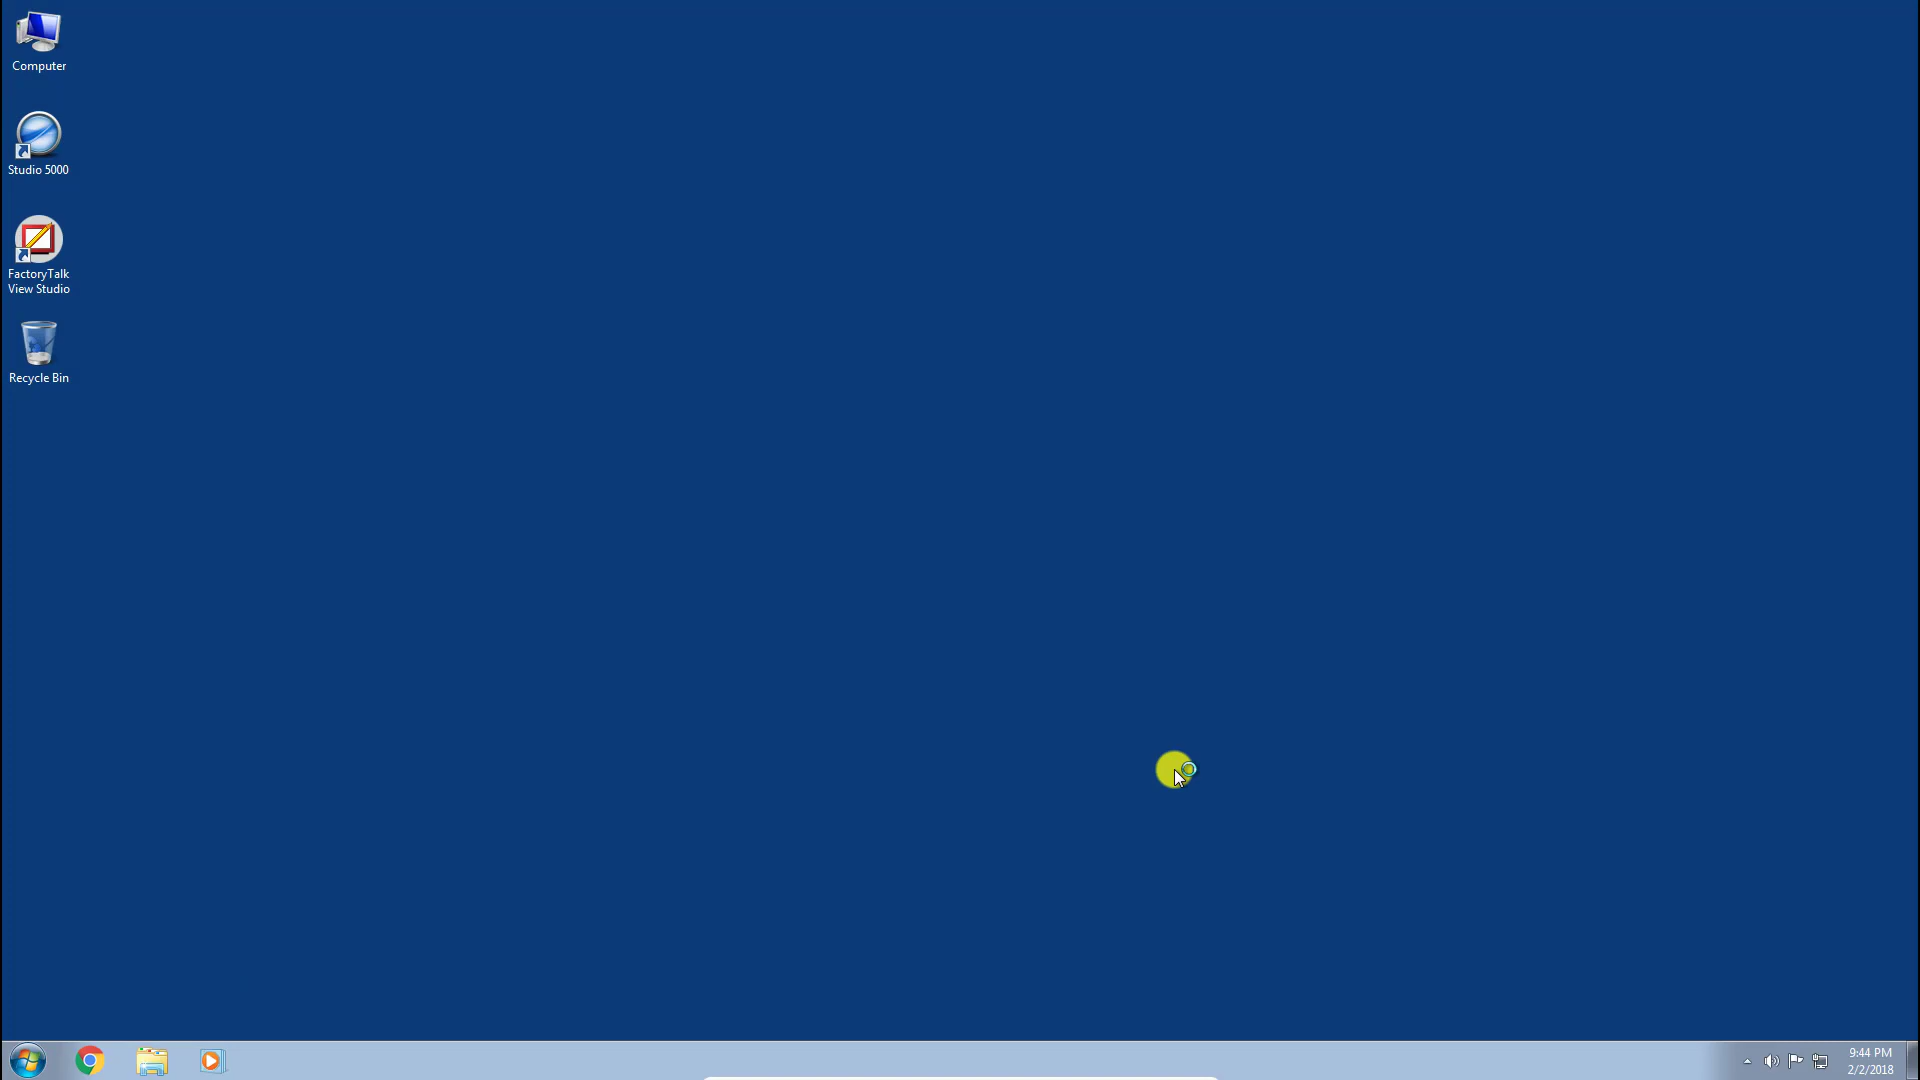 Computer
Studio 5000
FactoryTalk
View Studio
Recycle Bin
9:44 PM
2/2/2018